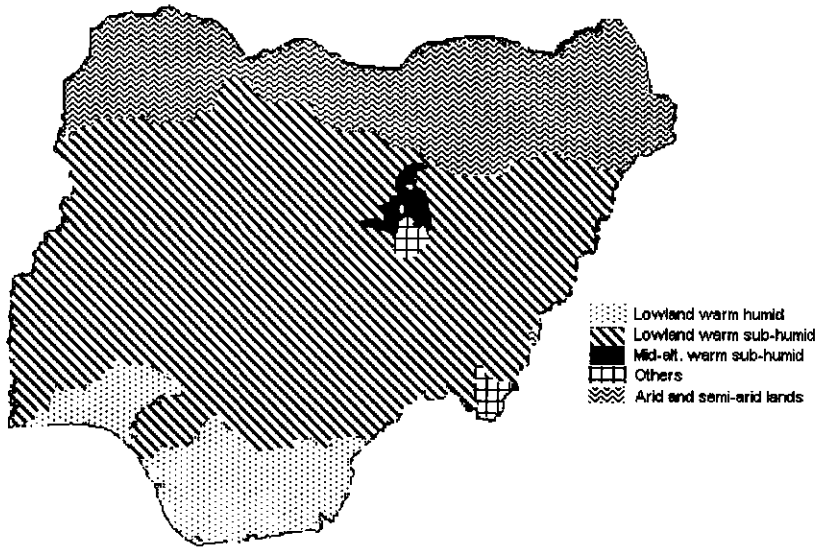 Lowland warm humid
Lowland warm sub-humid
Mid-alt. warm sub-humid
Others
Arid and semi-arid lands